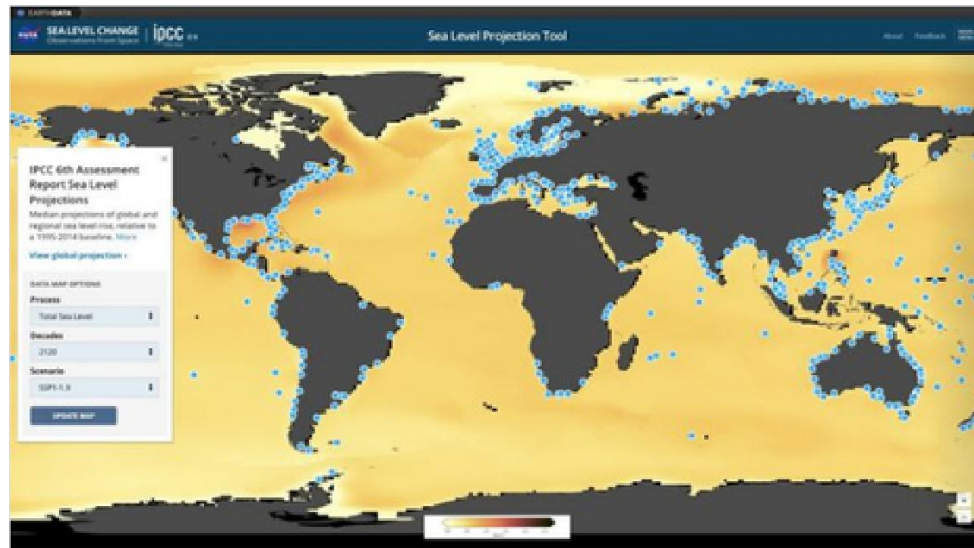 EARTHDATA
NASA
SEA LEVEL CHANGE
Observations From Space
ipcc
Sea Level Projection Tool
About
Feedback
IPCC 6th Assessment
Report Sea Level
Projections
Median projections of global and
regional sea level rise, relative to
a 1995-2014 baseline. More
View global projection ›
DATA MAP OPTIONS
Process
Total Sea Level
Decades
2120
Scenario
SSP1-1.9
UPDATE MAP